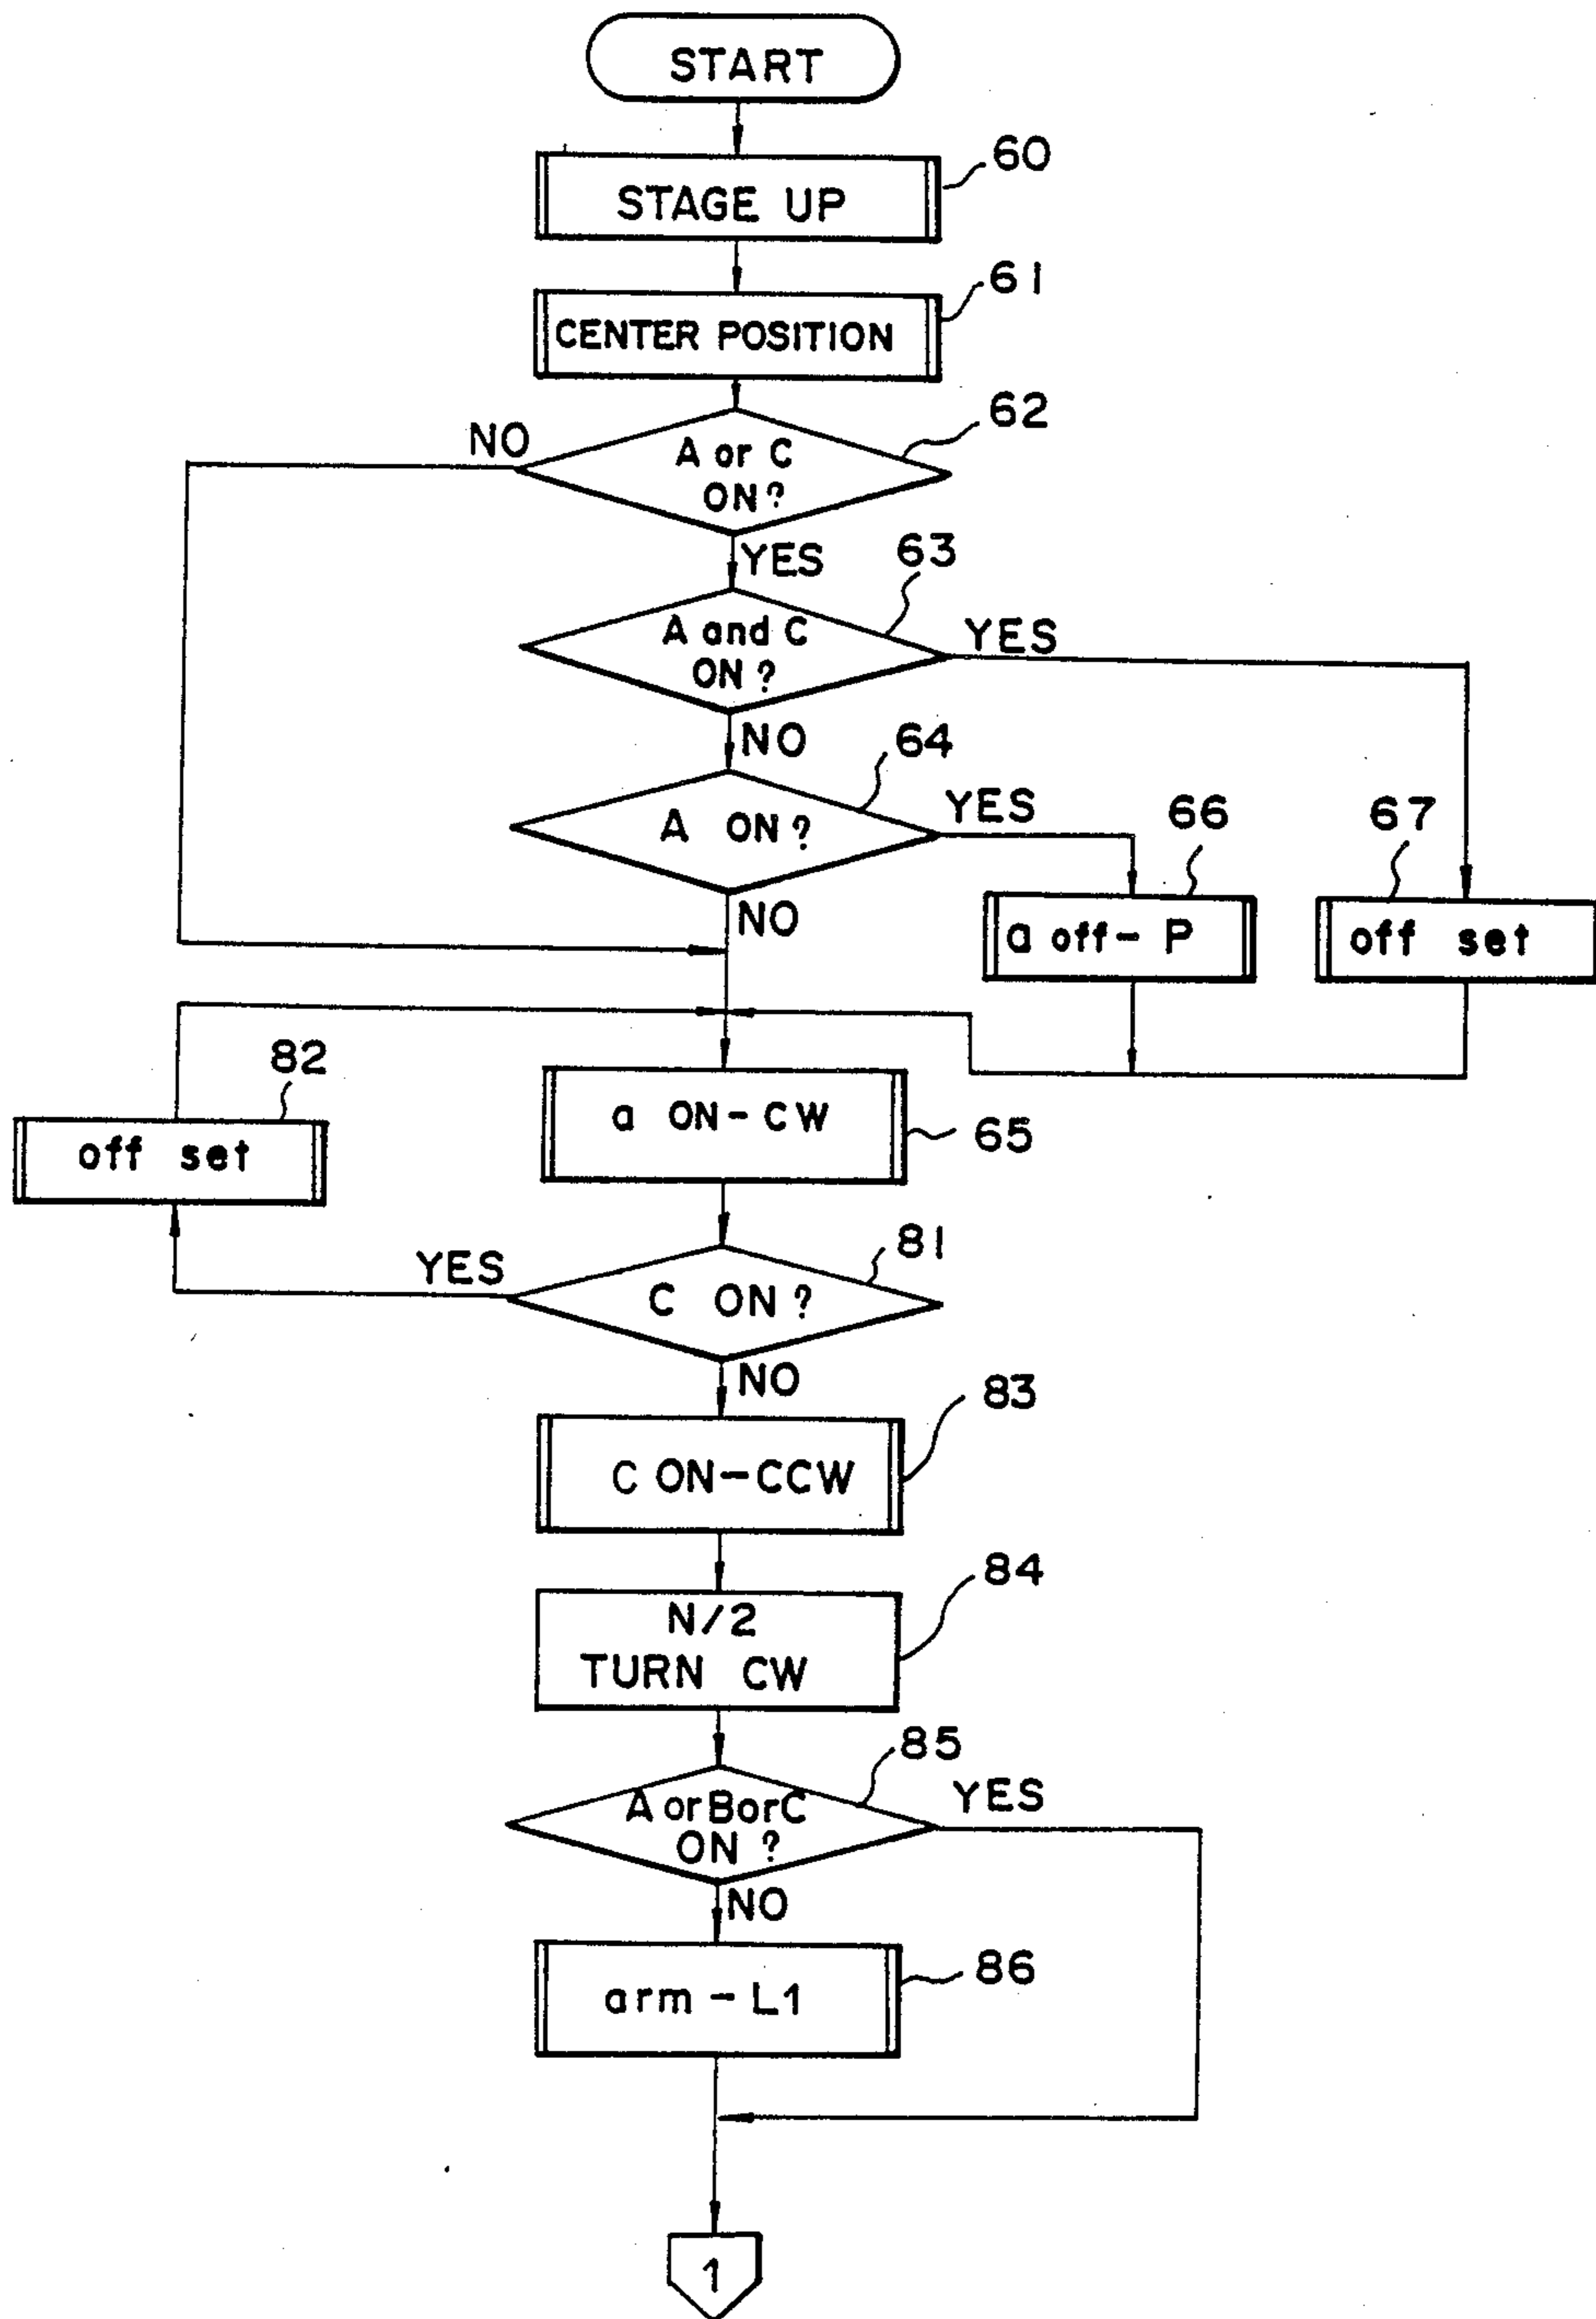 START
60
STAGE UP
61
CENTER POSITION
62
NO
A or C
ON?
YES
63
A and C
ON?
YES
NO
64
A ON?
YES
66
67
NO
a off-P
off set
82
a ON-CW
65
off set
81
YES
C ON?
NO
83
C ON-CCW
84
N/2
TURN CW
85
A or B or C
ON?
YES
NO
86
arm-L1
1